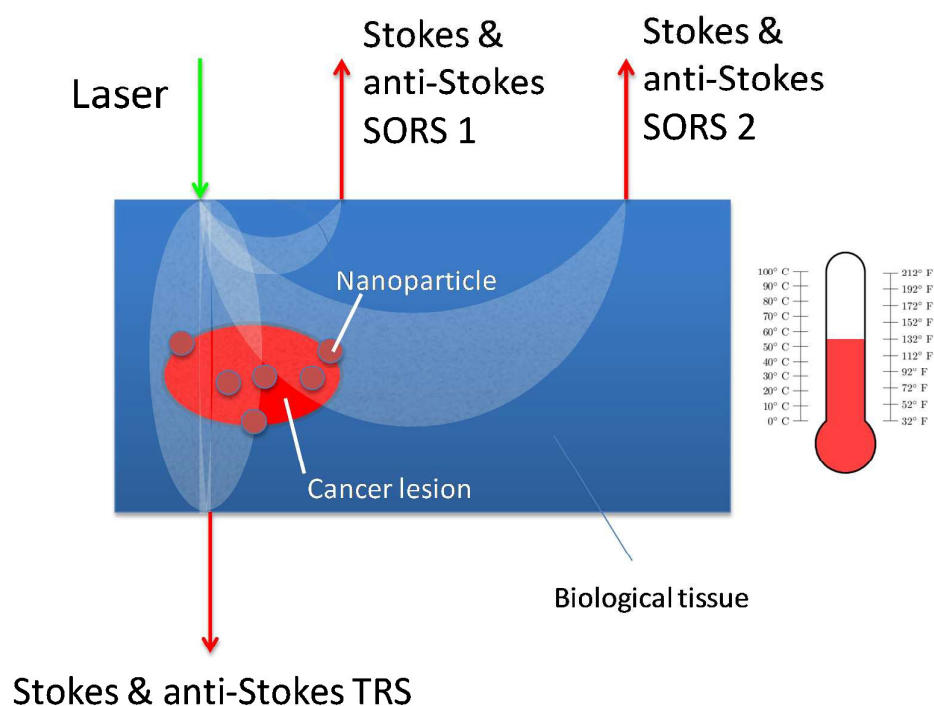 Laser
Stokes &
anti-Stokes
SORS 1
Stokes &
anti-Stokes
SORS 2
Nanoparticle
Cancer lesion
Biological tissue
Stokes & anti-Stokes TRS
100° C
90° C
80° C
70° C
60° C
50° C
40° C
30° C
20° C
10° C
0° C
212° F
192° F
172° F
152° F
132° F
112° F
92° F
72° F
52° F
32° F